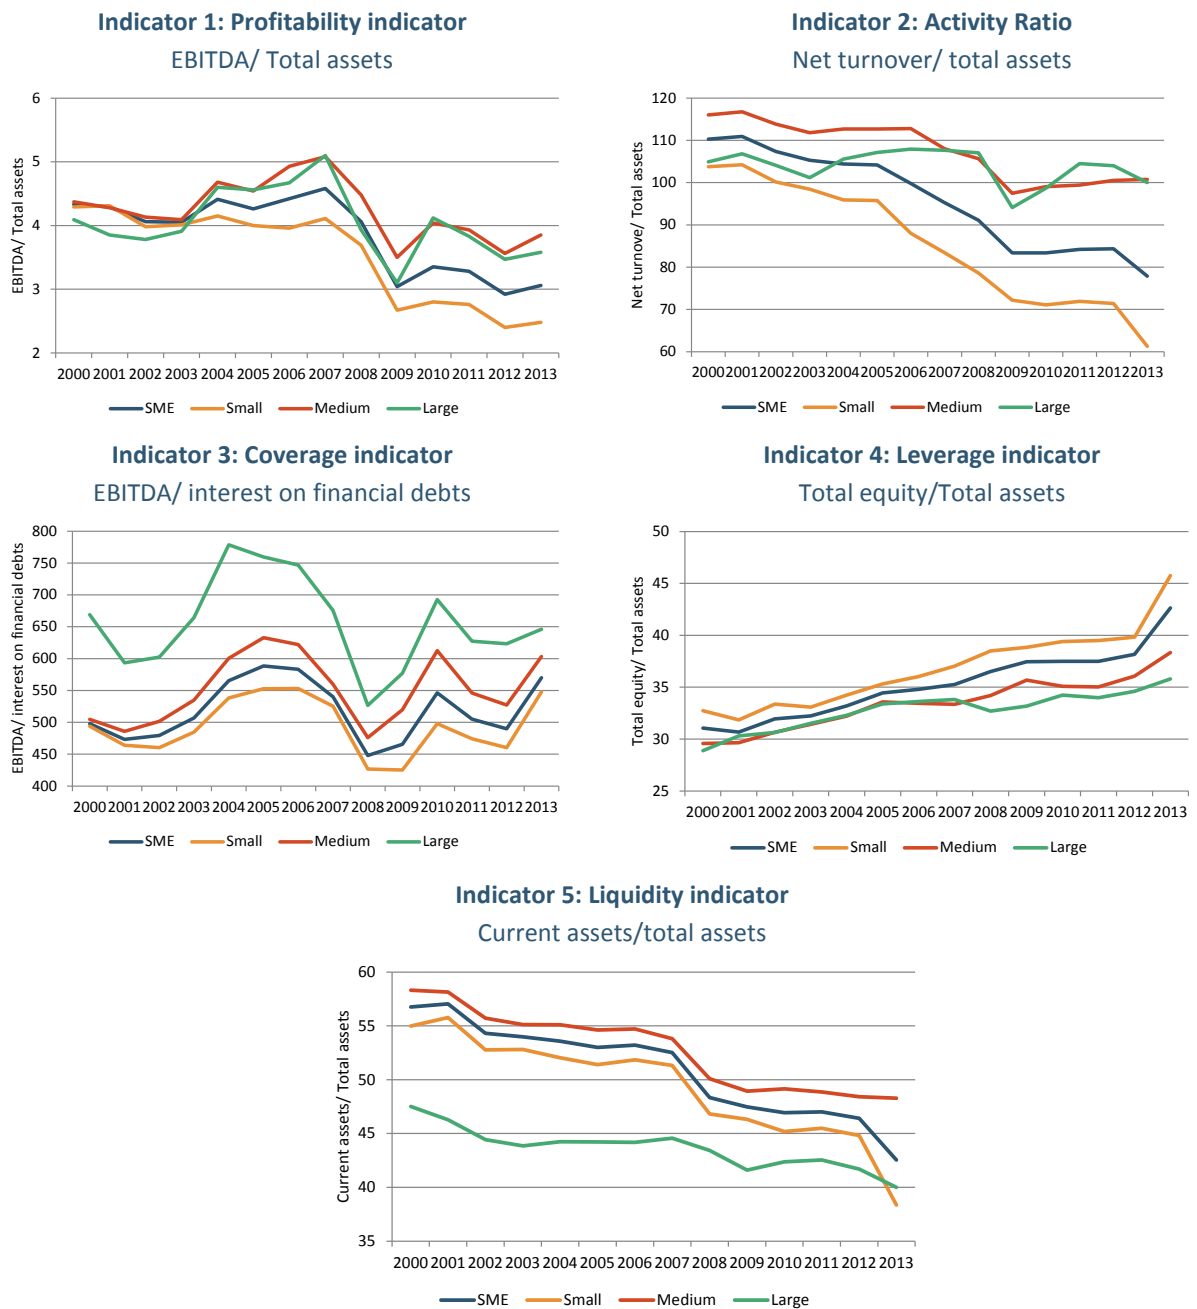 Indicator 1: Profitability indicator
EBITDA/ Total assets
EBITDA/ Total assets
6
5
4
3
2
2000 2001 2002 2003 2004 2005 2006 2007 2008 2009 2010 2011 2012 2013
SME Small Medium Large
Indicator 2: Activity Ratio
Net turnover/ total assets
Net turnove/ Total assets
120
110
100
90
80
70
60
2000 2001 2002 2003 2004 2005 2006 2007 2008 2009 2010 2011 2012 2013
SME Small Medium Large
Indicator 3: Coverage indicator
EBITDA/ interest on financial debts
EBITDA/ interest on financial debts
800
750
700
650
600
550
500
450
400
2000 2001 2002 2003 2004 2005 2006 2007 2008 2009 2010 2011 2012 2013
SME Small Medium Large
Indicator 4: Leverage indicator
Total equity/Total assets
Total equity/ Total assets
50
45
40
35
30
25
2000 2001 2002 2003 2004 2005 2006 2007 2008 2009 2010 2011 2012 2013
SME Small Medium Large
Indicator 5: Liquidity indicator
Current assets/total assets
Current assets/ Total assets
60
55
50
45
40
35
2000 2001 2002 2003 2004 2005 2006 2007 2008 2009 2010 2011 2012 2013
SME Small Medium Large